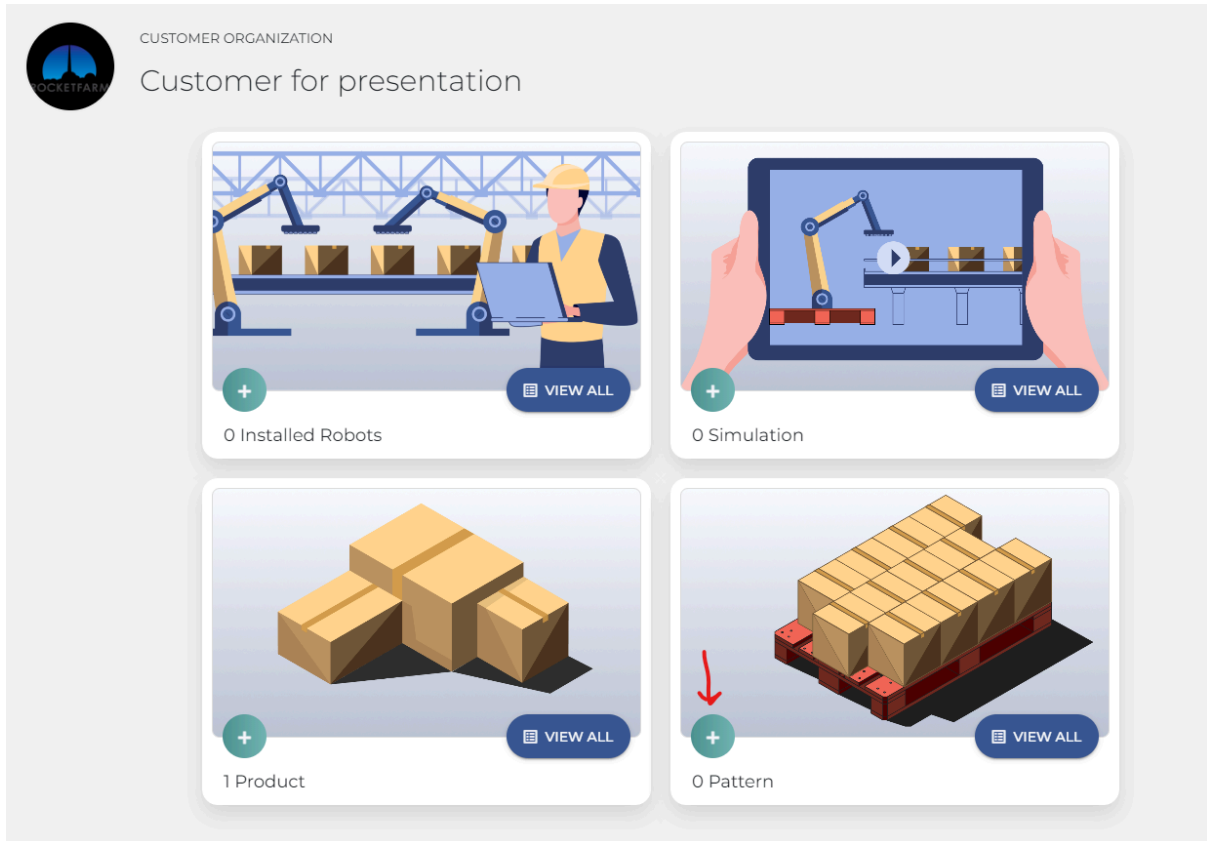 CUSTOMER ORGANIZATION
ROCKETFARM
Customer for presentation
VIEW ALL
0 Installed Robots
VIEW ALL
0 Simulation
VIEW ALL
1 Product
VIEW ALL
0 Pattern